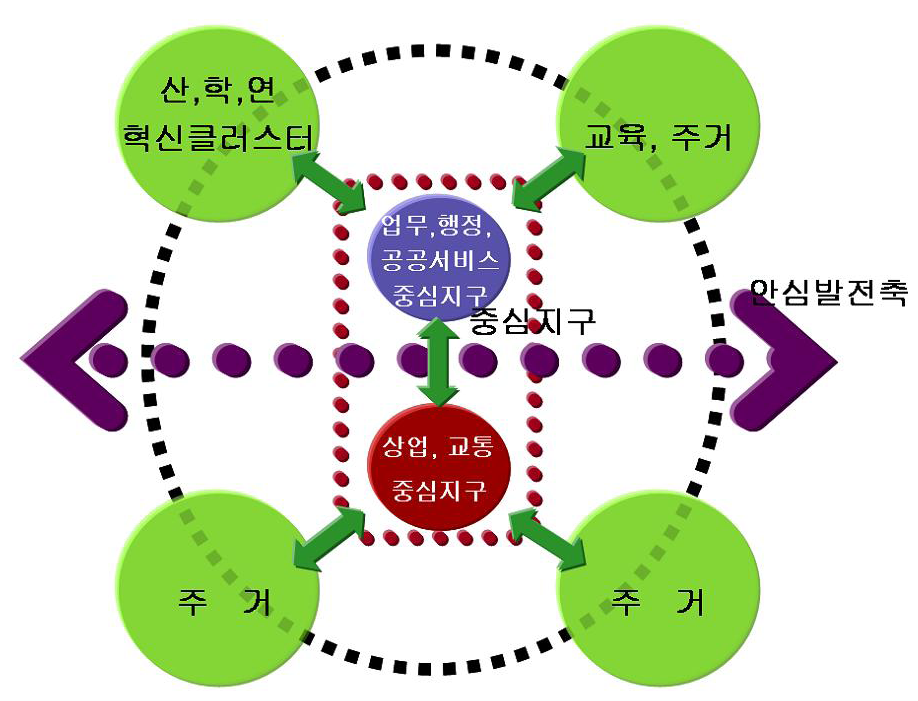 산,학,연
혁신클러스터
교육, 주거
업무,행정,
공공서비스
중심지구
안심발전축
중심지구
상업, 교통
중심지구
주 거
주 거